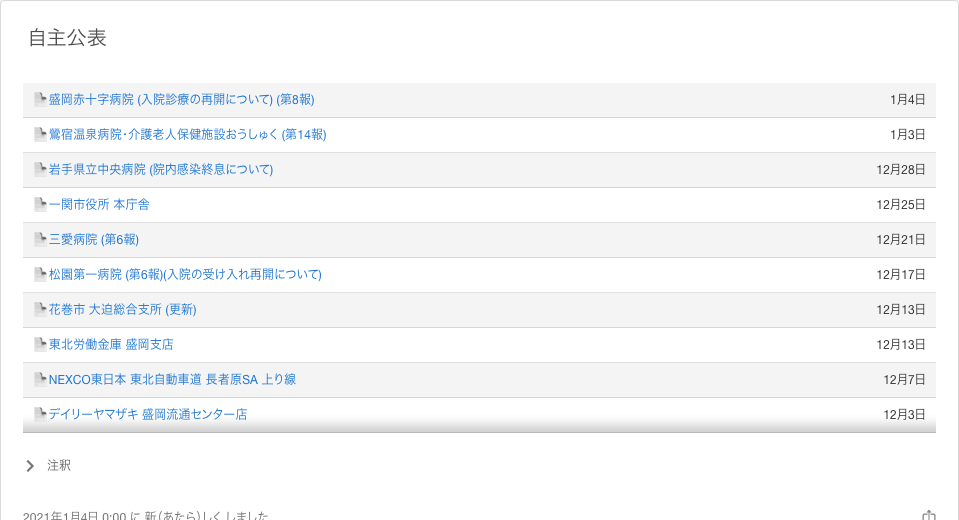 自主公表
盛岡赤十字病院 (入院診療の再開について) (第8報) 1月4日
鶯宿温泉病院・介護老人保健施設おうしゅく (第14報) 1月3日
岩手県立中央病院 (院内感染終息について) 12月28日
一関市役所 本庁舎 12月25日
三愛病院 (第6報) 12月21日
松園第一病院 (第6報)(入院の受け入れ再開について) 12月17日
花巻市 大迫総合支所 (更新) 12月13日
東北労働金庫 盛岡支店 12月13日
NEXCO東日本 東北自動車道 長者原SA 上り線 12月7日
デイリーヤマザキ 盛岡流通センター店 12月3日
注釈
2021年1月4日 0:00 に 新（あたら）しく しました